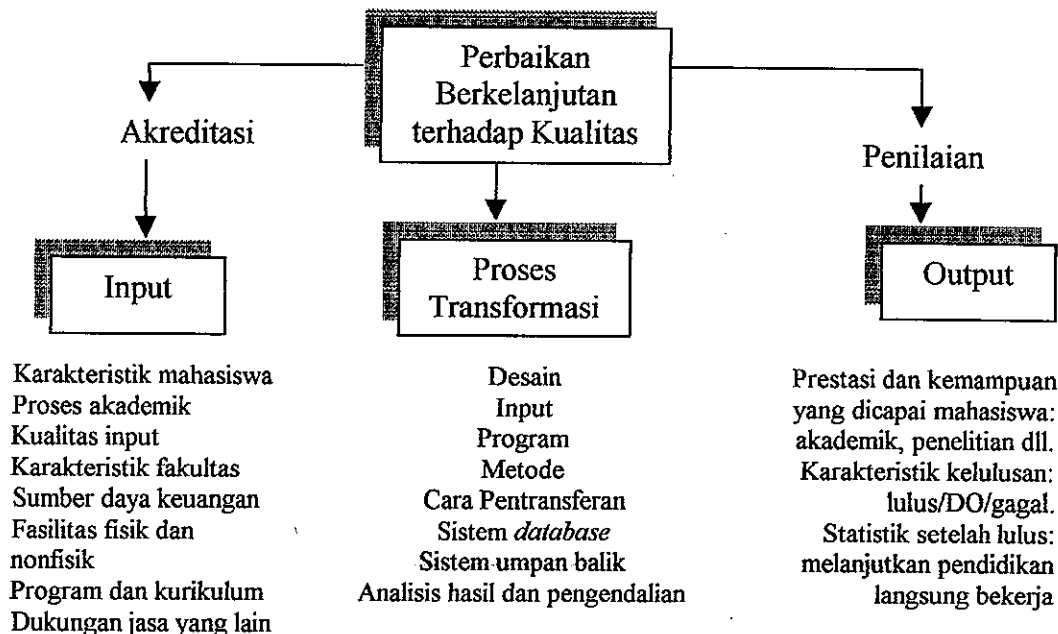 Perbaikan
Berkelanjutan
terhadap Kualitas
Akreditasi
Penilaian
Input
Proses
Transformasi
Output
Karakteristik mahasiswa
Proses akademik
Kualitas input
Karakteristik fakultas
Sumber daya keuangan
Fasilitas fisik dan
nonfisik
Program dan kurikulum
Dukungan jasa yang lain
Desain
Input
Program
Metode
Cara Pentransferan
Sistem database
Sistem umpan balik
Analisis hasil dan pengendalian
Prestasi dan kemampuan
yang dicapai mahasiswa:
akademik, penelitian dll.
Karakteristik kelulusan:
lulus/DO/gagal.
Statistik setelah lulus:
melanjutkan pendidikan
langsung bekerja